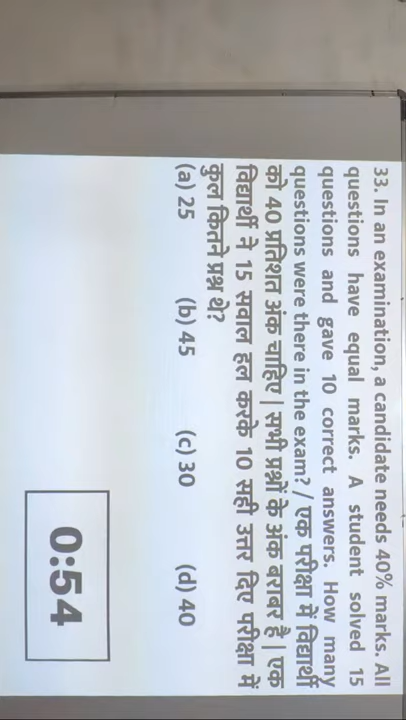 33. In an examination, a candidate needs 40% marks. All
questions have equal marks. A student solved 15
questions and gave 10 correct answers. How many
questions were there in the exam? / एक परीक्षा में विद्यार्थी
को 40 प्रतिशत अंक चाहिए | सभी प्रश्नों के अंक बराबर है | एक
विद्यार्थी ने 15 सवाल हल करके 10 सही उत्तर दिए परीक्षा में
कुल कितने प्रश्न थे?
(a) 25 (b) 45 (c) 30 (d) 40
0:54